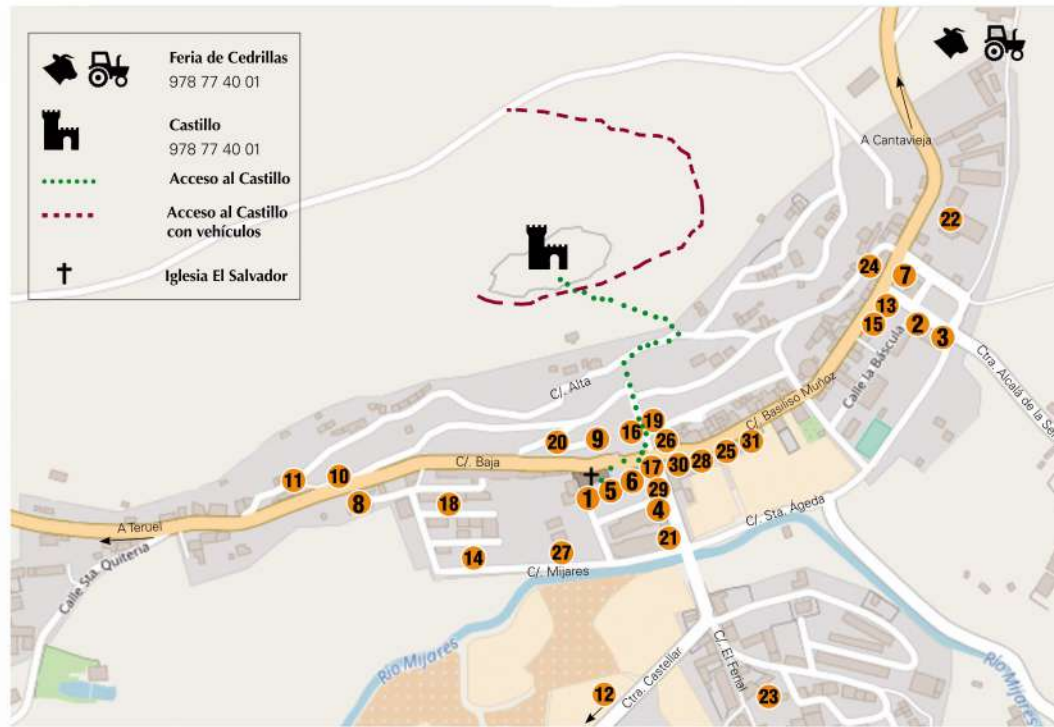 Feria de Cedrillas
978 77 40 01
Castillo
978 77 40 01
Acceso al Castillo
Acceso al Castillo
con vehículos
Iglesia El Salvador
A Cantavieja
22
24
7
13
15
2
3
Calle la Báscula
Ctra. Alcalá de la Se
C/. Alta
C/. Basiliso Muñoz
19
16
9
20
26
31
25
28
30
17
C/. Baja
11
10
8
18
1
5
6
29
4
21
C/. Sta. Águeda
A Teruel
Calle Sta. Quiteria
14
27
C/. Mijares
Río Mijares
Ctra. Castellar
C/. El Ferial
12
23
Río Mijares